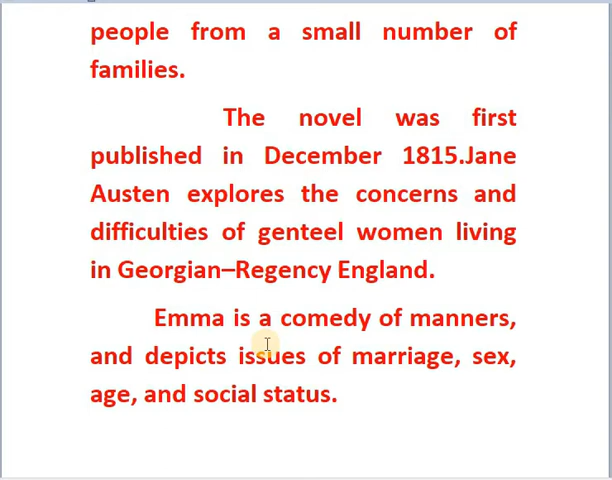 people from a small number of
families.
The novel was first
published in December 1815.Jane
Austen explores the concerns and
difficulties of genteel women living
in Georgian–Regency England.
Emma is a comedy of manners,
and depicts issues of marriage, sex,
age, and social status.